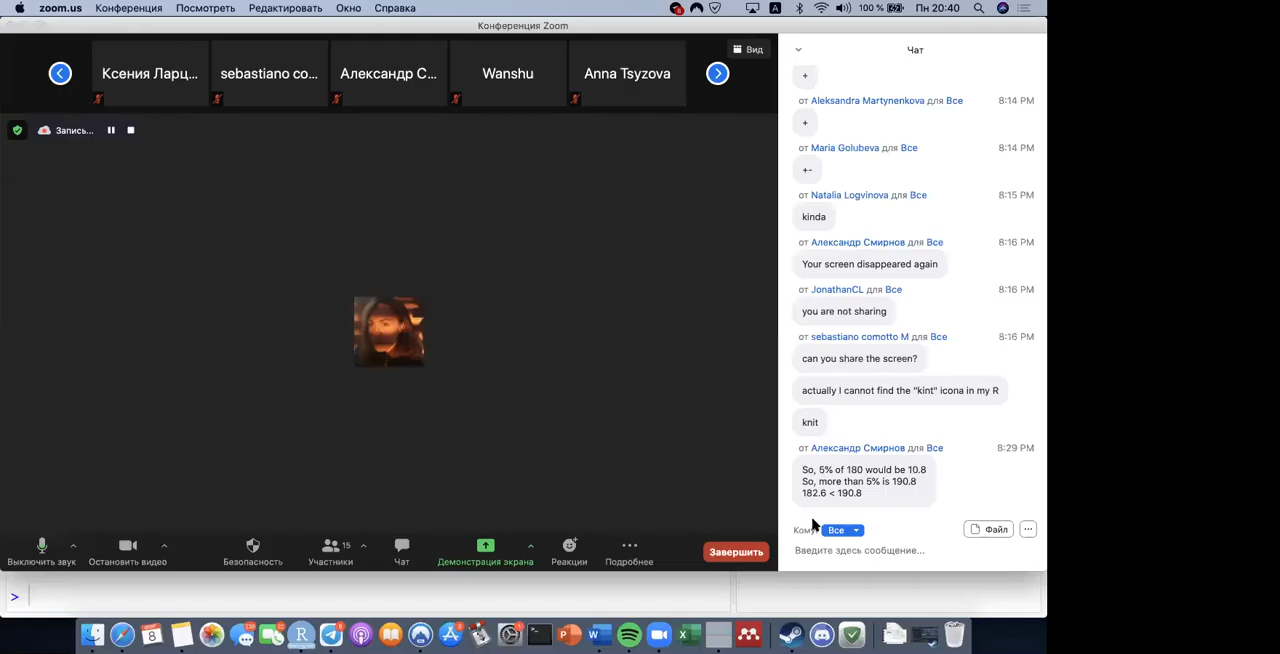 zoom.us Конференция Посмотреть Редактировать Окно Справка
100 % Пн 20:40
Конференция Zoom
Ксения Ларц...
sebastiano co...
Александр С...
Wanshu
Anna Tsyzova
Вид
Запись...
Чат
+
от Aleksandra Martynenkova для Все 8:14 PM
+
от Maria Golubeva для Все 8:14 PM
+-
от Natalia Logvinova для Все 8:15 PM
kinda
от Александр Смирнов для Все 8:16 PM
Your screen disappeared again
от JonathanCL для Все 8:16 PM
you are not sharing
от sebastiano comotto M для Все 8:16 PM
can you share the screen?
actually I cannot find the "kint" icona in my R
knit
от Александр Смирнов для Все 8:29 PM
So, 5% of 180 would be 10.8
So, more than 5% is 190.8
182.6 < 190.8
Кому Все Файл ...
Введите здесь сообщение...
Выключить звук
Остановить видео
Безопасность
15
Участники
Чат
Демонстрация экрана
Реакции
Подробнее
Завершить
>